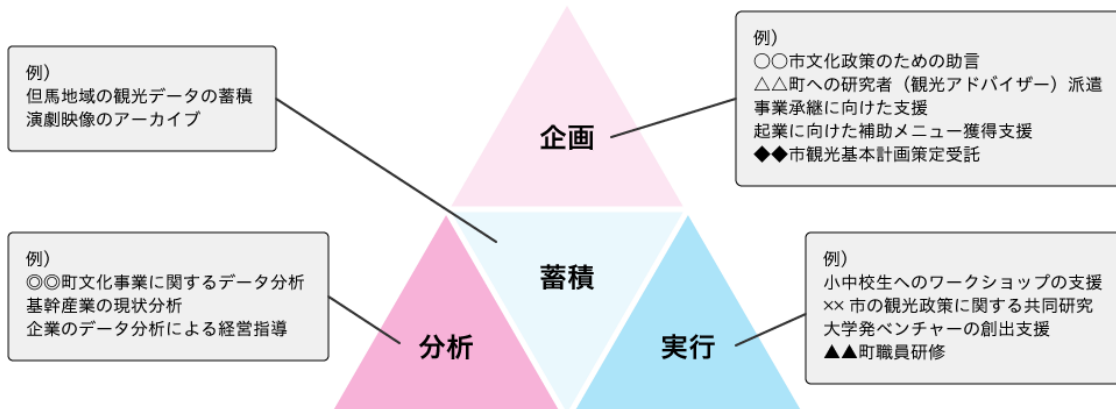 例）
但馬地域の観光データの蓄積
演劇映像のアーカイブ
例）
○○市文化政策のための助言
△△町への研究者（観光アドバイザー）派遣
事業承継に向けた支援
起業に向けた補助メニュー獲得支援
◆◆市観光基本計画策定受託
企画
蓄積
例）
◎◎町文化事業に関するデータ分析
基幹産業の現状分析
企業のデータ分析による経営指導
分析
実行
例）
小中校生へのワークショップの支援
×× 市の観光政策に関する共同研究
大学発ベンチャーの創出支援
▲▲町職員研修